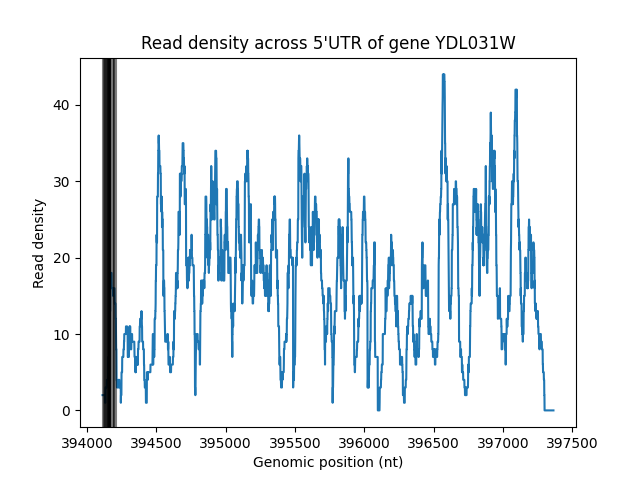 Read density across 5'UTR of gene YDL031W
40
30
20
10
0
Read density
394000 394500 395000 395500 396000 396500 397000 397500
Genomic position (nt)